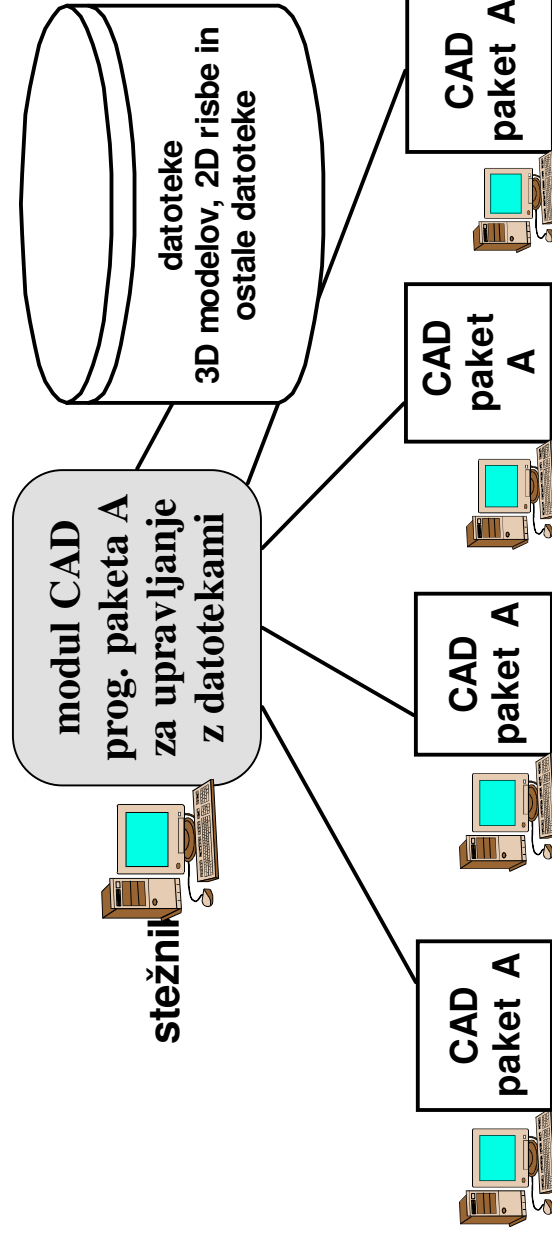 stežnik
modul CAD
prog. paketa A
za upravljanje
z datotekami
datoteke
3D modelov, 2D risbe in
ostale datoteke
CAD
paket A
CAD
paket A
CAD
paket
A
CAD
paket A